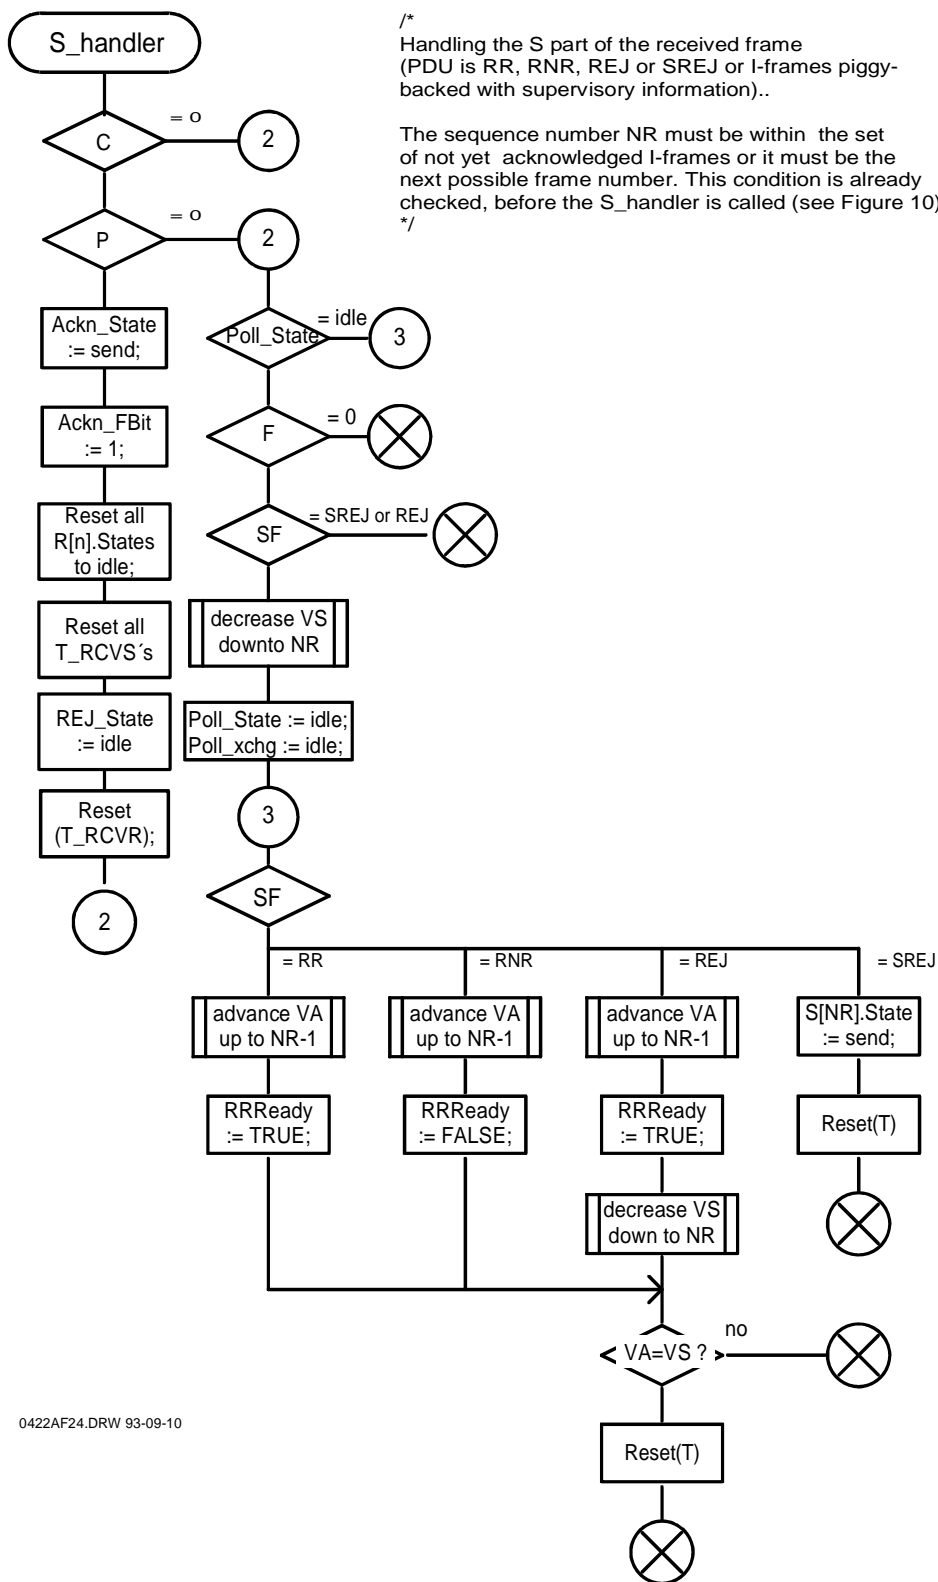 S_handler
/*
Handling the S part of the received frame
(PDU is RR, RNR, REJ or SREJ or I-frames piggy-
backed with supervisory information)..
The sequence number NR must be within the set
of not yet acknowledged I-frames or it must be the
next possible frame number. This condition is already
checked, before the S_handler is called (see Figure 10)
*/
C
= 0
2
P
= 0
2
Ackn_State
:= send;
Ackn_FBit
:= 1;
Reset all
R[n].States
to idle;
Reset all
T_RCVS´s
REJ_State
:= idle
Reset
(T_RCVR);
2
Poll_State
= idle
3
F
= 0
SF
= SREJ or REJ
decrease VS
downto NR
Poll_State := idle;
Poll_xchg := idle;
3
SF
= RR
= RNR
= REJ
= SREJ
advance VA
up to NR-1
RRReady
:= TRUE;
advance VA
up to NR-1
RRReady
:= FALSE;
advance VA
up to NR-1
RRReady
:= TRUE;
decrease VS
down to NR
S[NR].State
:= send;
Reset(T)
VA=VS ?
no
Reset(T)
0422AF24.DRW 93-09-10